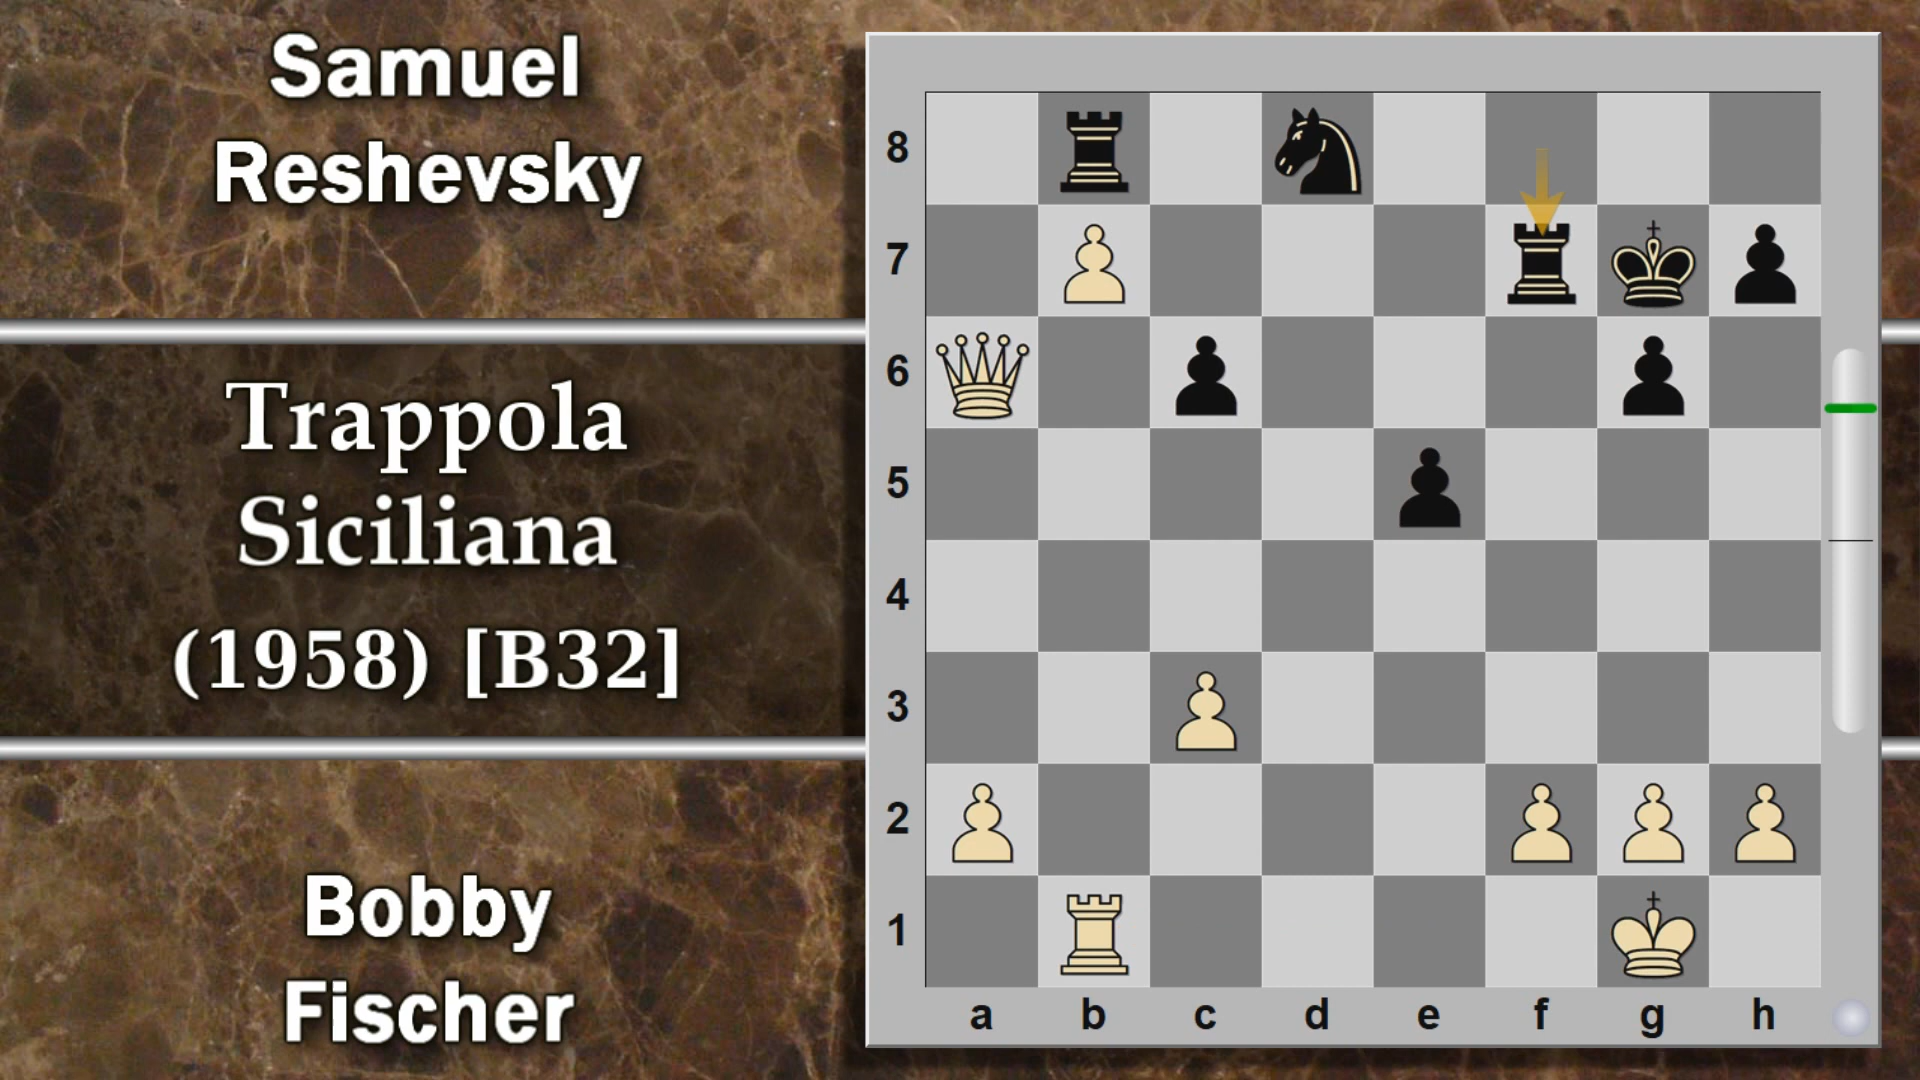 Samuel
Reshevsky
Trappola
Siciliana
(1958) [B32]
Bobby
Fischer
8
7
6
5
4
3
2
1
a b c d e f g h